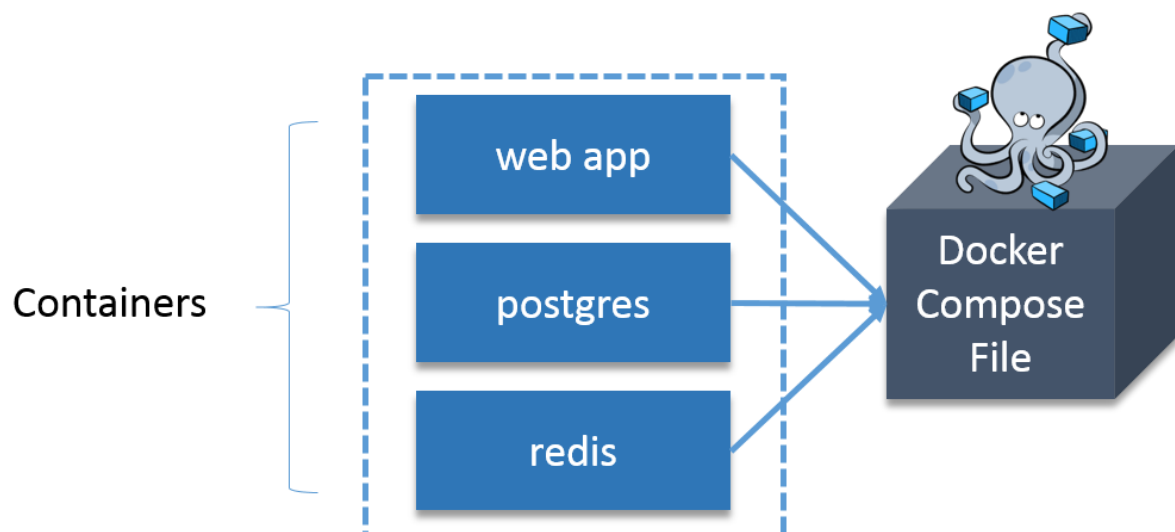 Containers
web app
postgres
redis
Docker
Compose
File